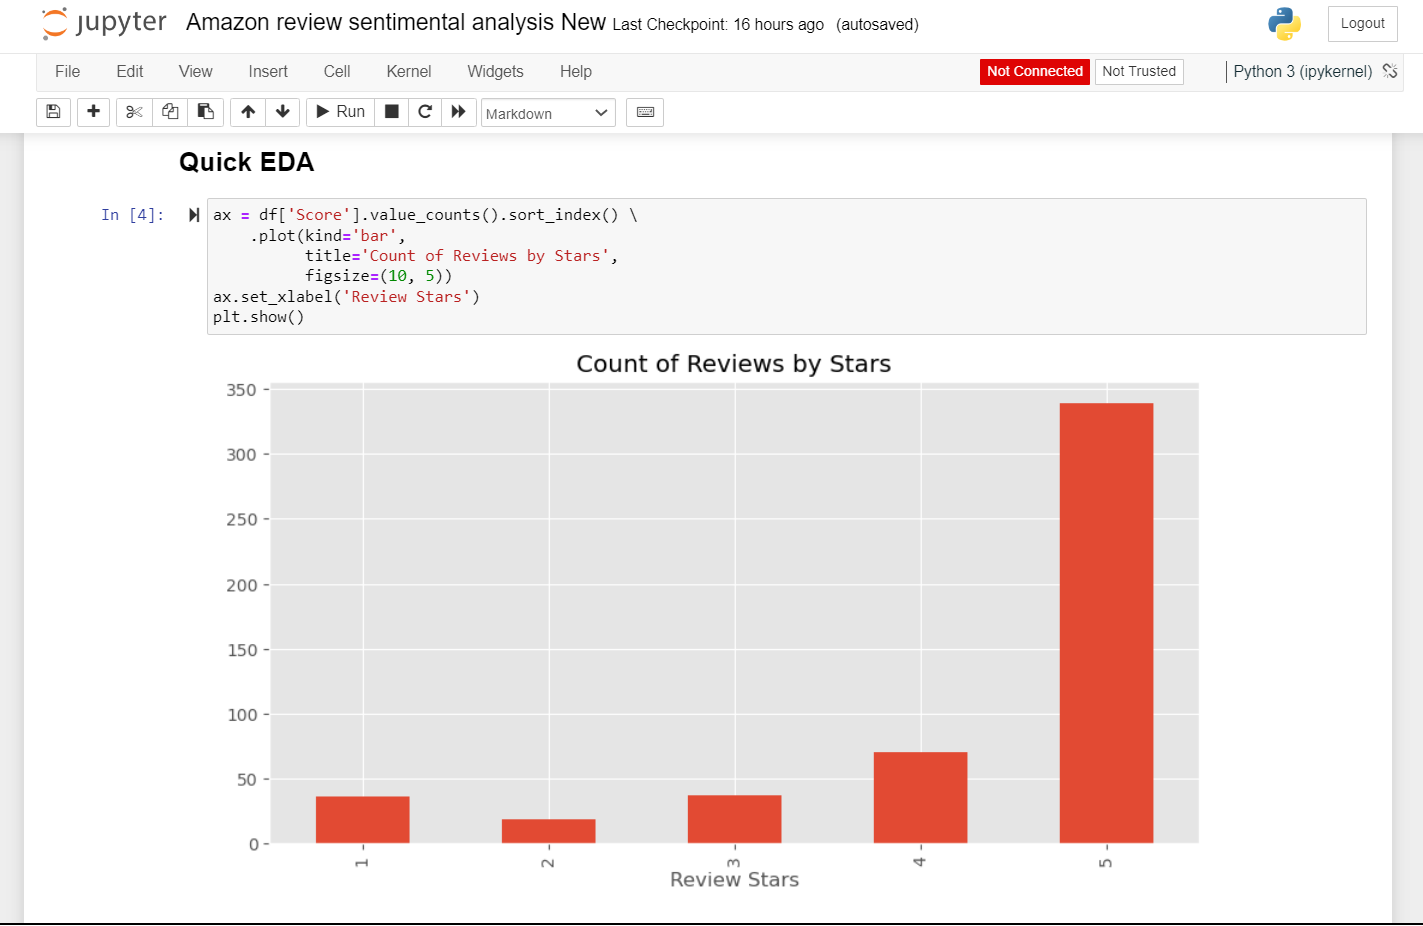 jupyter Amazon review sentimental analysis New Last Checkpoint: 16 hours ago (autosaved) Logout
File Edit View Insert Cell Kernel Widgets Help Not Connected Not Trusted Python 3 (ipykernel)
Run Markdown
Quick EDA
In [4]: ax = df['Score'].value_counts().sort_index() \
.plot(kind='bar',
title='Count of Reviews by Stars',
figsize=(10, 5))
ax.set_xlabel('Review Stars')
plt.show()
Count of Reviews by Stars
350
300
250
200
150
100
50
0
1 2 3 4 5
Review Stars